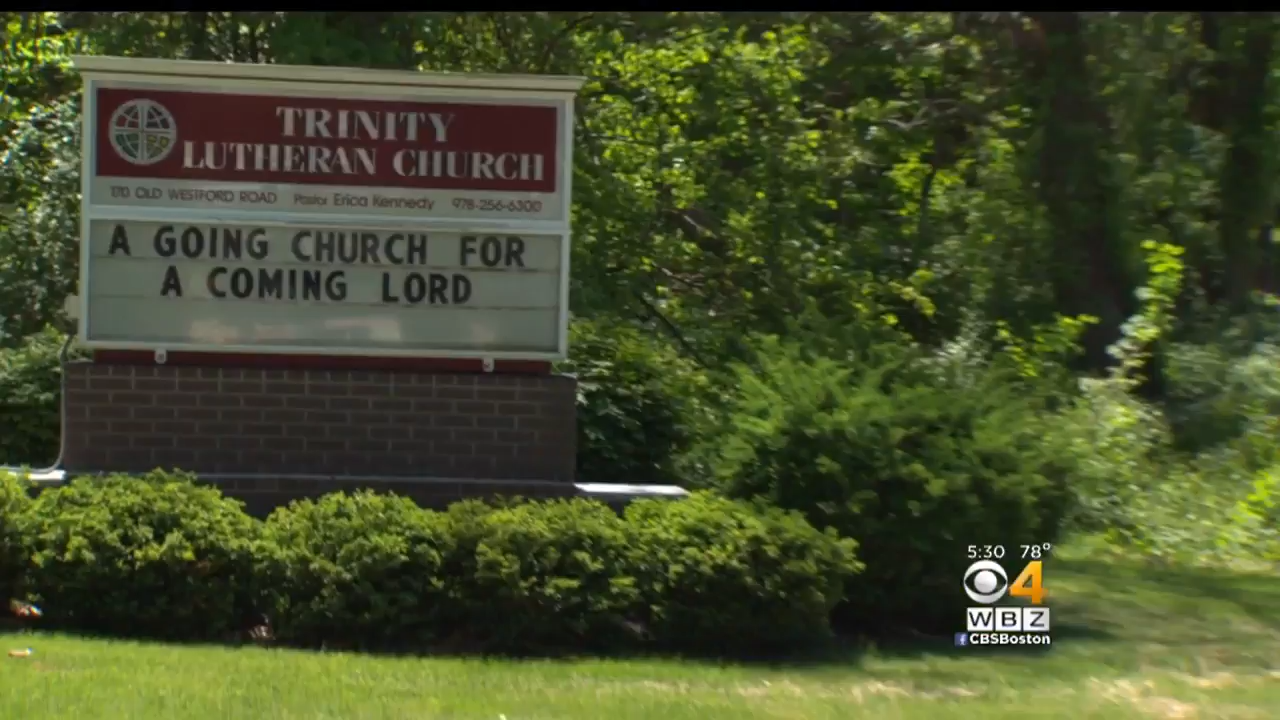 TRINITY
LUTHERAN CHURCH
170 OLD WESTFORD ROAD Pastor Erica Kennedy 978-256-6300
A GOING CHURCH FOR
A COMING LORD
5:30 78°
4
WBZ
f CBSBoston